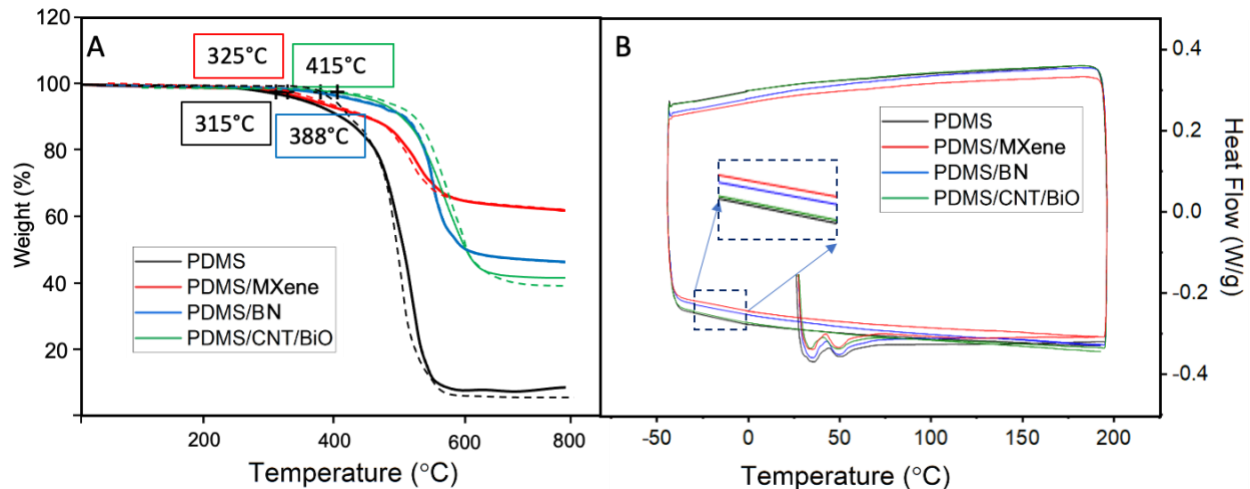 A
120
100
80
60
40
20
Weight (%)
325°C
415°C
315°C
388°C
PDMS
PDMS/MXene
PDMS/BN
PDMS/CNT/BiO
200
400
600
800
Temperature (°C)
B
PDMS
PDMS/MXene
PDMS/BN
PDMS/CNT/BiO
0.4
0.2
0.0
-0.2
-0.4
Heat Flow (W/g)
-50
0
50
100
150
200
Temperature (°C)